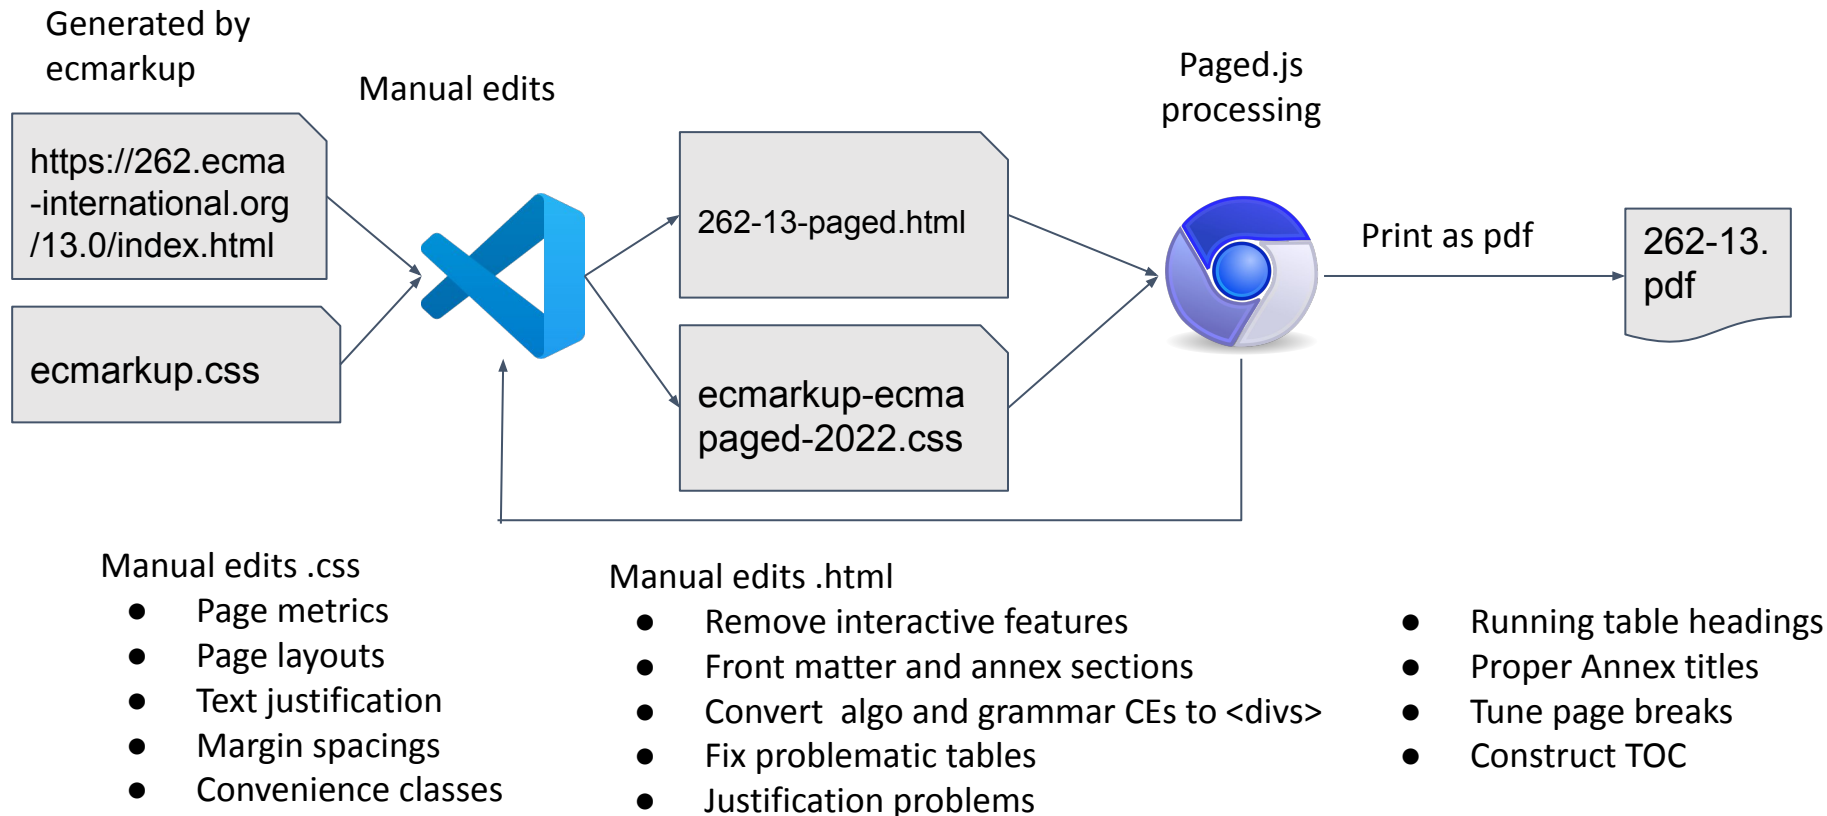 Generated by
ecmarkup
Manual edits
Paged.js
processing
https://262.ecma
-international.org
/13.0/index.html
ecmarkup.css
262-13-paged.html
ecmarkup-ecma
paged-2022.css
Print as pdf
262-13.
pdf
Manual edits .css
● Page metrics
● Page layouts
● Text justification
● Margin spacings
● Convenience classes
Manual edits .html
● Remove interactive features
● Front matter and annex sections
● Convert  algo and grammar CEs to <divs>
● Fix problematic tables
● Justification problems
● Running table headings
● Proper Annex titles
● Tune page breaks
● Construct TOC